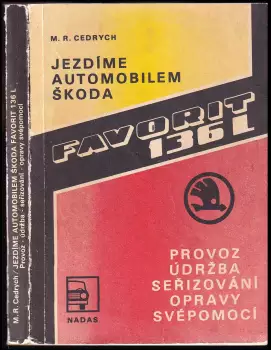 M. R. CEDRYCH
JEZDÍME
AUTOMOBILEM
ŠKODA
FAVORIT
136 L
PROVOZ
ÚDRŽBA
SEŘIZOVÁNÍ
OPRAVY
SVÉPOMOCÍ
NADAS
M. R. Cedrych / JEZDÍME AUTOMOBILEM ŠKODA FAVORIT 136 L
Provoz - údržba - seřizování - opravy svépomocí